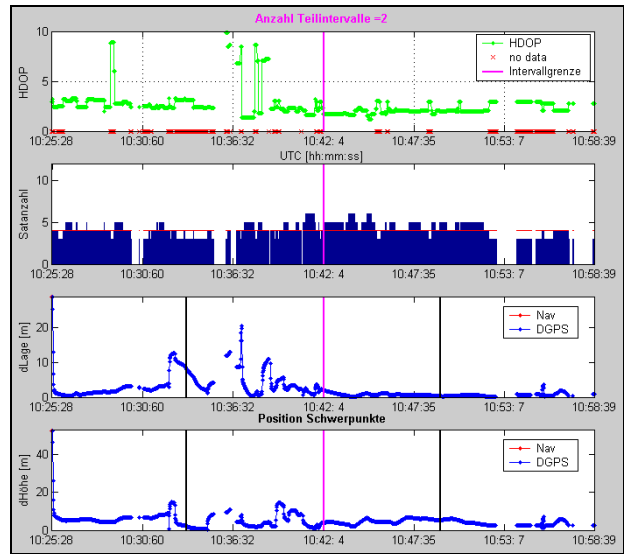 Anzahl Teilintervalle =2
10
5
0
HDOP
HDOP
no data
Intervallgrenze
10:25:28 10:30:60 10:36:32 10:42: 4 10:47:35 10:53: 7 10:58:39
UTC [hh:mm:ss]
10
5
0
Satanzahl
10:25:28 10:30:60 10:36:32 10:42: 4 10:47:35 10:53: 7 10:58:39
20
10
0
dLage [m]
Nav
DGPS
10:25:28 10:30:60 10:36:32 10:42: 4 10:47:35 10:53: 7 10:58:39
Position Schwerpunkte
40
20
0
dHöhe [m]
Nav
DGPS
10:25:28 10:30:60 10:36:32 10:42: 4 10:47:35 10:53: 7 10:58:39